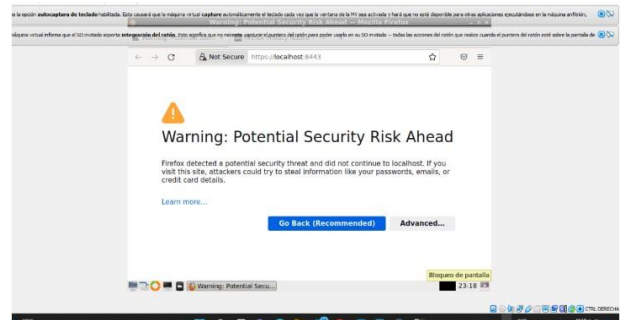 e la opción autocaptura de teclado habilitada. Esto causará que la máquina virtual capture automáticamente el teclado cada vez que la ventana de la MV sea activada y hará que no esté disponible para otras aplicaciones ejecutándose en la máquina anfitrión.
Warning: Potential Security Risk Ahead — Mozilla Firefox
máquina virtual informa que el SO invitado soporta integración del ratón. Esto significa que no necesita capturar el puntero del ratón para poder usarlo en su SO invitado -- todas las acciones del ratón que realice cuando el puntero del ratón esté sobre la pantalla de
Not Secure https://localhost:8443
Warning: Potential Security Risk Ahead
Firefox detected a potential security threat and did not continue to localhost. If you
visit this site, attackers could try to steal information like your passwords, emails, or
credit card details.
Learn more...
Go Back (Recommended) Advanced...
Bloqueo de pantalla
Warning: Potential Secu... 23:18
CTRL DERECHA